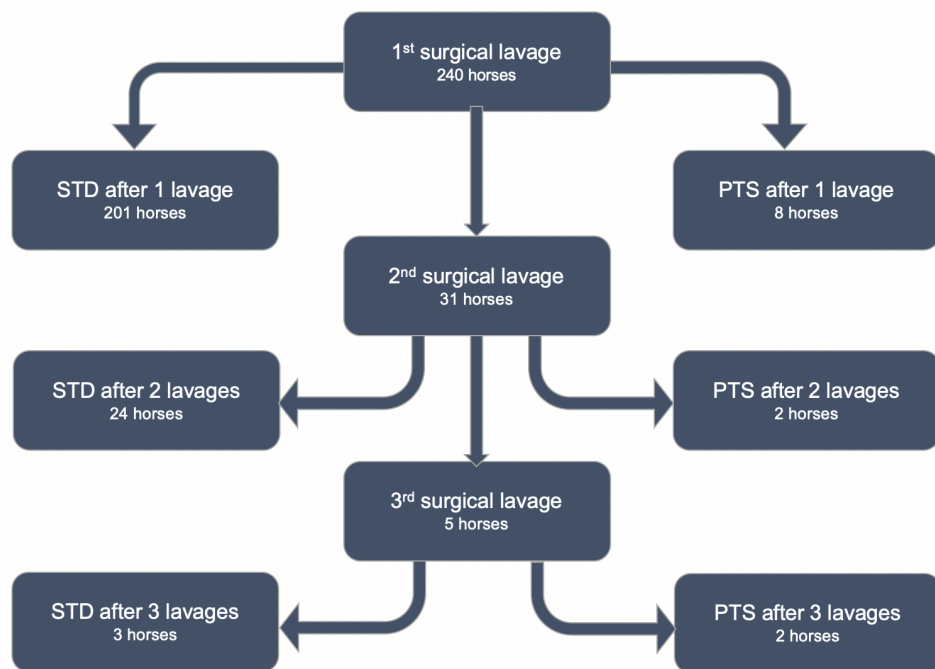 1st surgical lavage
240 horses
STD after 1 lavage
201 horses
PTS after 1 lavage
8 horses
2nd surgical lavage
31 horses
STD after 2 lavages
24 horses
PTS after 2 lavages
2 horses
3rd surgical lavage
5 horses
STD after 3 lavages
3 horses
PTS after 3 lavages
2 horses